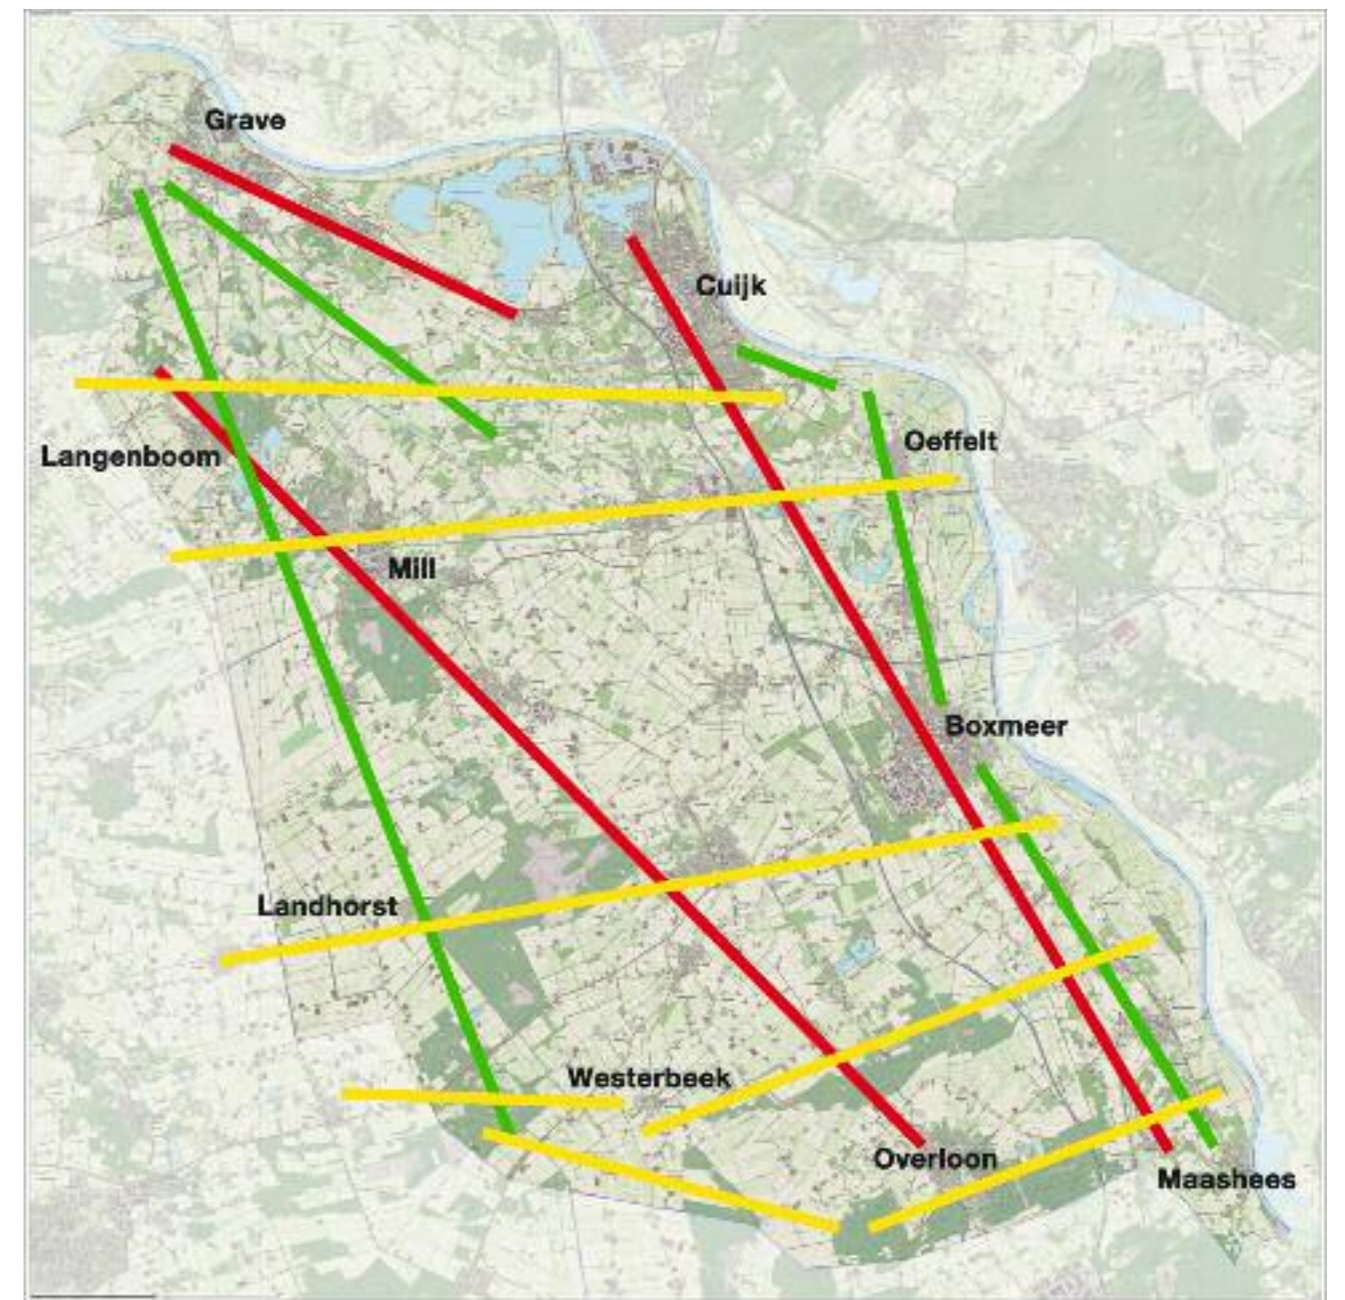 Grave
Cuijk
Oeffelt
Langenboom
Mill
Boxmeer
Landhorst
Westerbeek
Overloon
Maashees